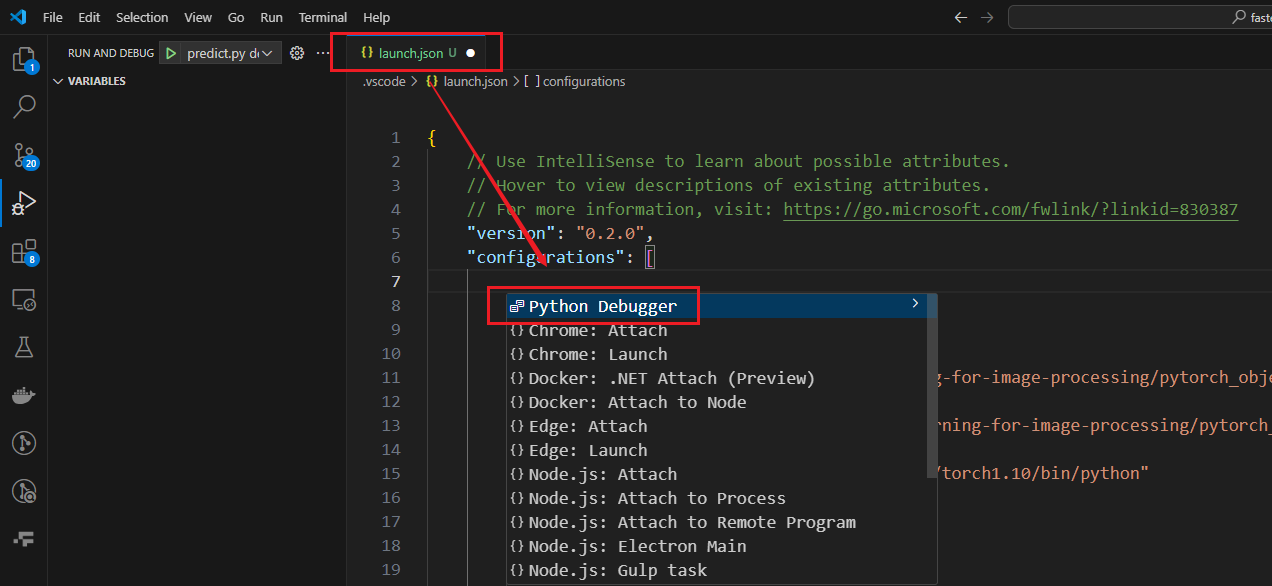 File Edit Selection View Go Run Terminal Help
RUN AND DEBUG predict.py
launch.json U
VARIABLES
.vscode > {} launch.json > [ ] configurations
1
20
8
1 {
2 // Use IntelliSense to learn about possible attributes.
3 // Hover to view descriptions of existing attributes.
4 // For more information, visit: https://go.microsoft.com/fwlink/?linkid=830387
5 "version": "0.2.0",
6 "configurations": [
7
8 Python Debugger >
9 {} Chrome: Attach
10 {} Chrome: Launch
11 {} Docker: .NET Attach (Preview) -for-image-processing/pytorch_obj
12 {} Docker: Attach to Node
13 {} Edge: Attach rning-for-image-processing/pytorch_
14 {} Edge: Launch
15 {} Node.js: Attach /torch1.10/bin/python"
16 {} Node.js: Attach to Process
17 {} Node.js: Attach to Remote Program
18 {} Node.js: Electron Main
19 {} Node.js: Gulp task